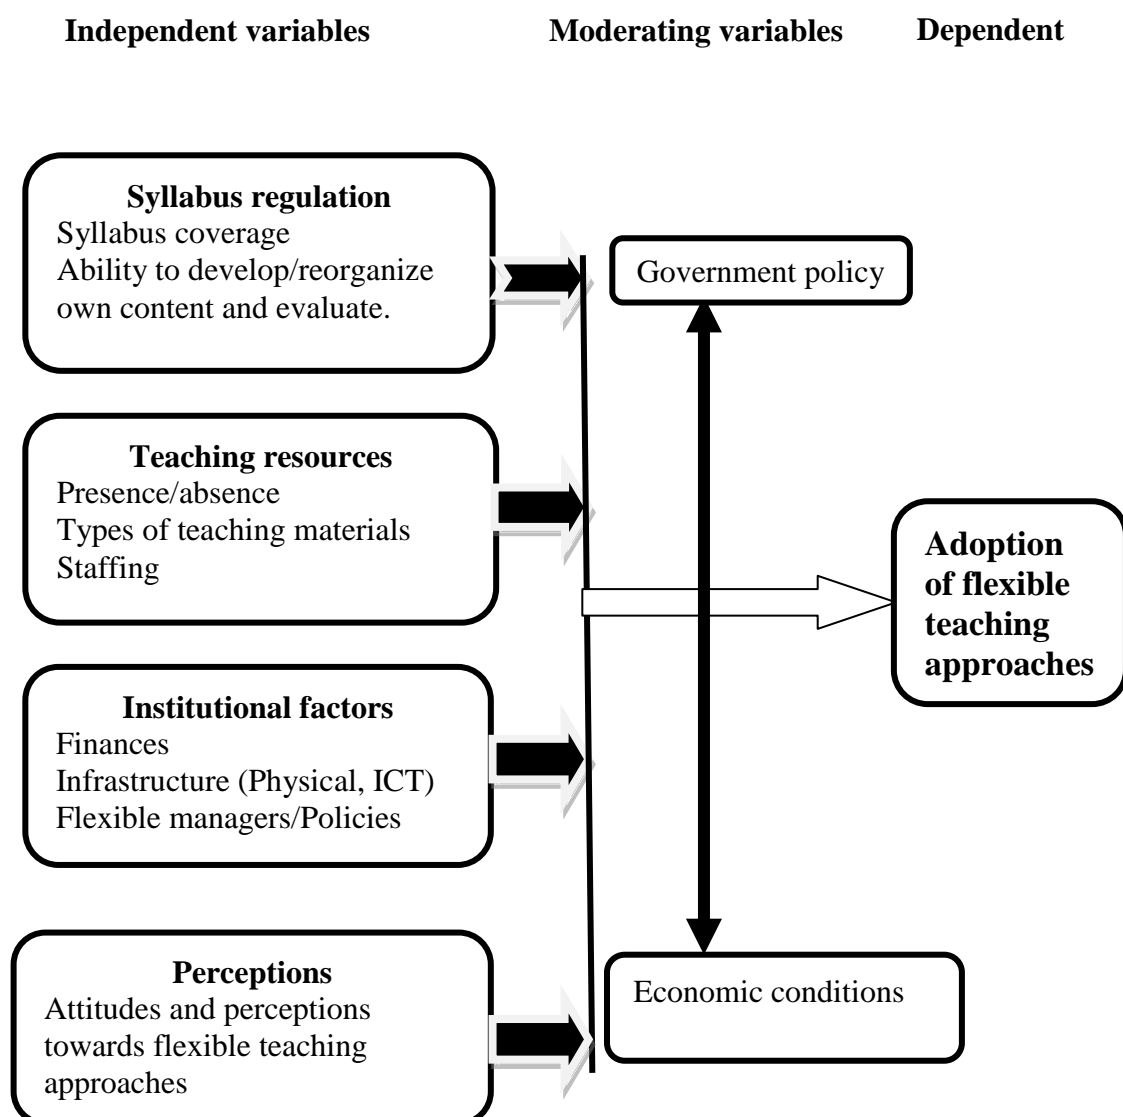 Independent variables
Moderating variables
Dependent
Syllabus regulation
Syllabus coverage
Ability to develop/reorganize
own content and evaluate.
Teaching resources
Presence/absence
Types of teaching materials
Staffing
Institutional factors
Finances
Infrastructure (Physical, ICT)
Flexible managers/Policies
Perceptions
Attitudes and perceptions
towards flexible teaching
approaches
Government policy
Economic conditions
Adoption
of flexible
teaching
approaches